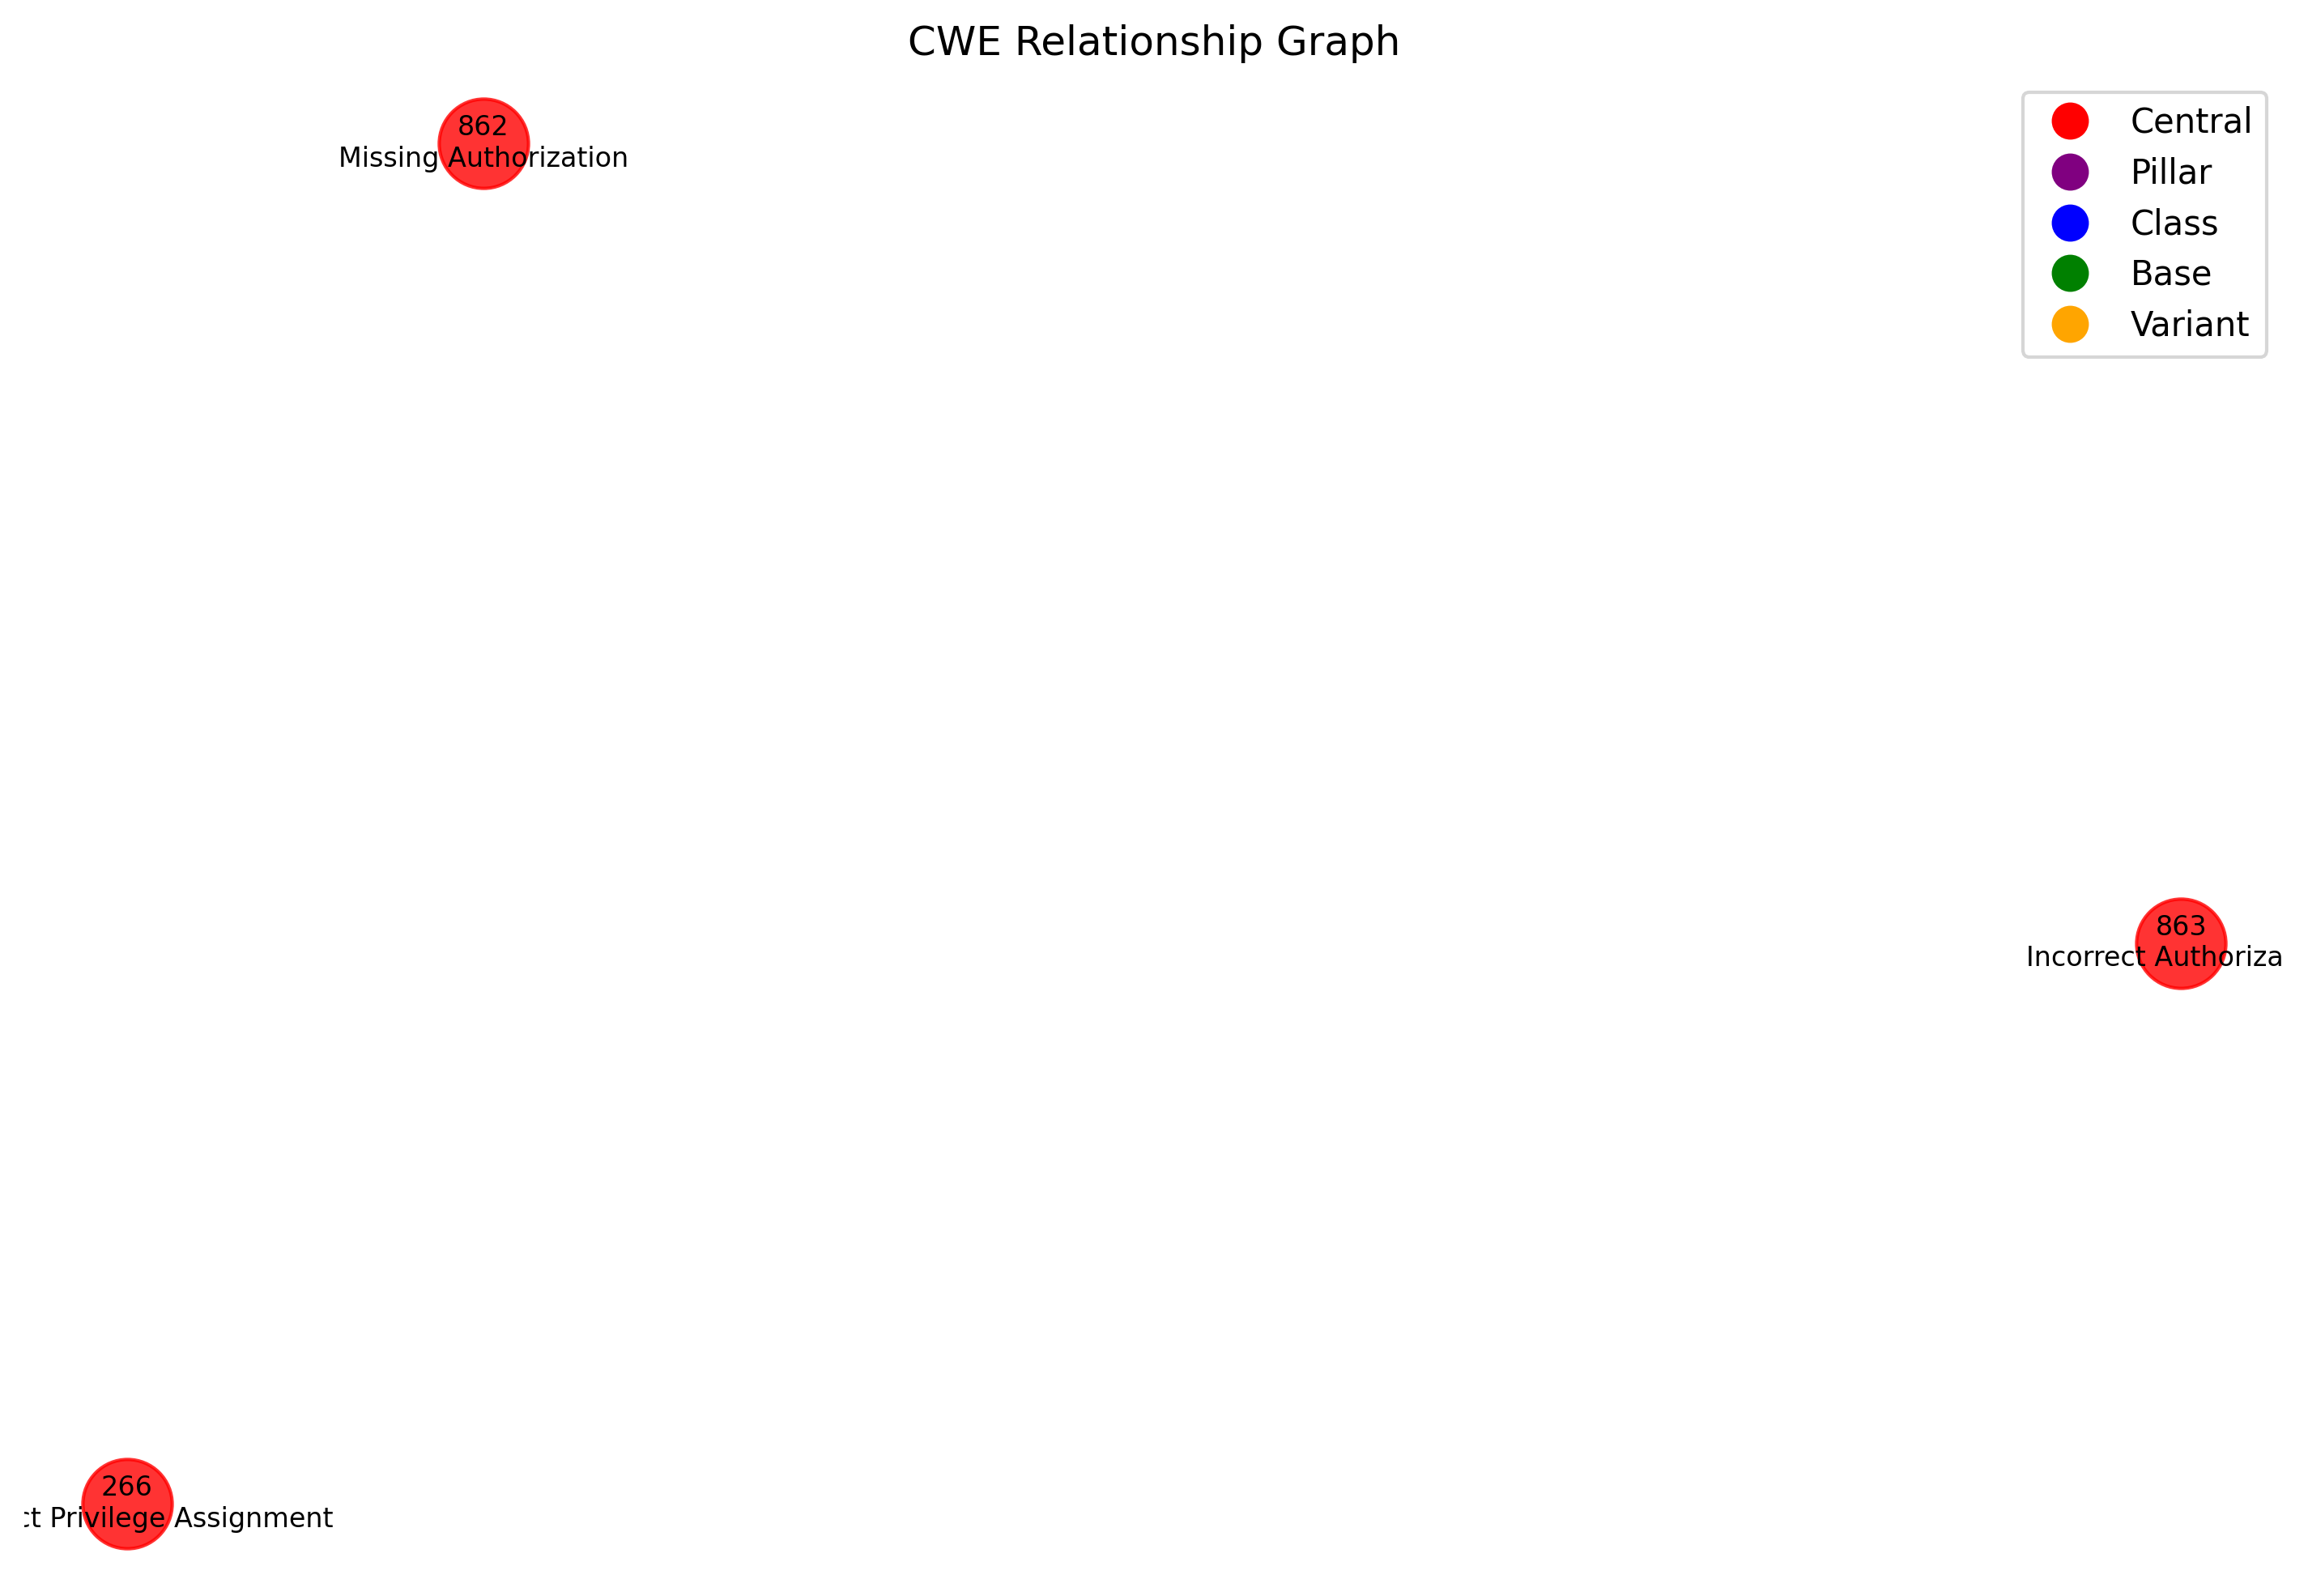 CWE Relationship Graph
862
Missing Authorization
Central
Pillar
Class
Base
Variant
863
Incorrect Authoriza
266
t Privilege Assignment